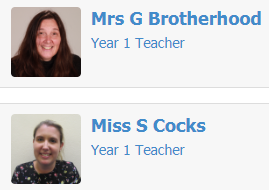 Mrs G Brotherhood
Year 1 Teacher
Miss S Cocks
Year 1 Teacher